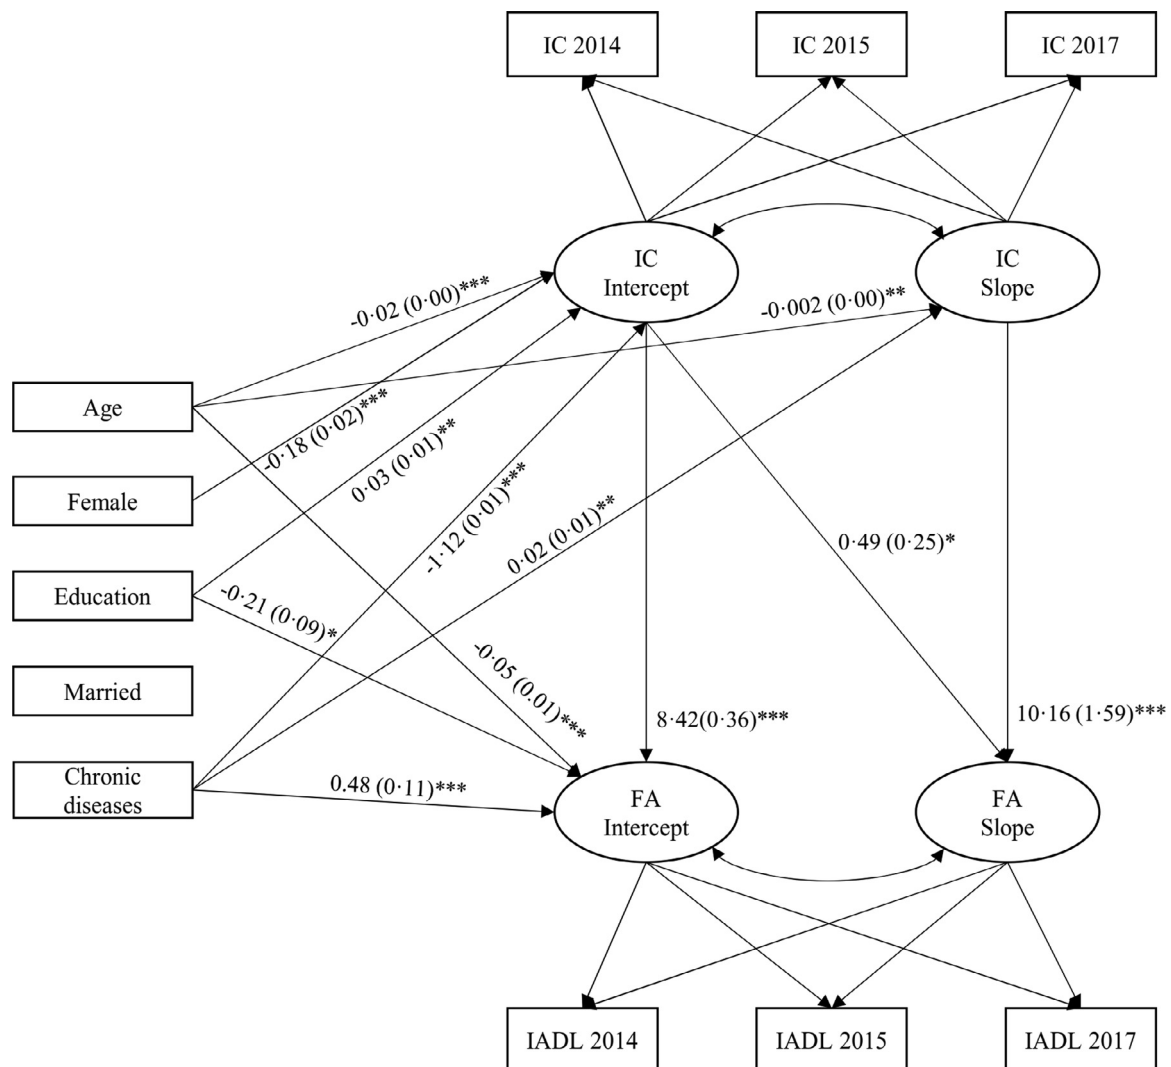 IC 2014
IC 2015
IC 2017
IC
Intercept
IC
Slope
-0·02 (0·00)***
-0·002 (0·00)**
Age
-0·18 (0·02)***
0·03 (0·01)**
Female
-1·12 (0·01)***
0·02 (0·01)**
0·49 (0·25)*
Education
-0·21 (0·09)*
-0·05 (0.01)***
Married
8·42(0·36)***
10·16 (1·59)***
Chronic
diseases
0.48 (0·11)***
FA
Intercept
FA
Slope
IADL 2014
IADL 2015
IADL 2017